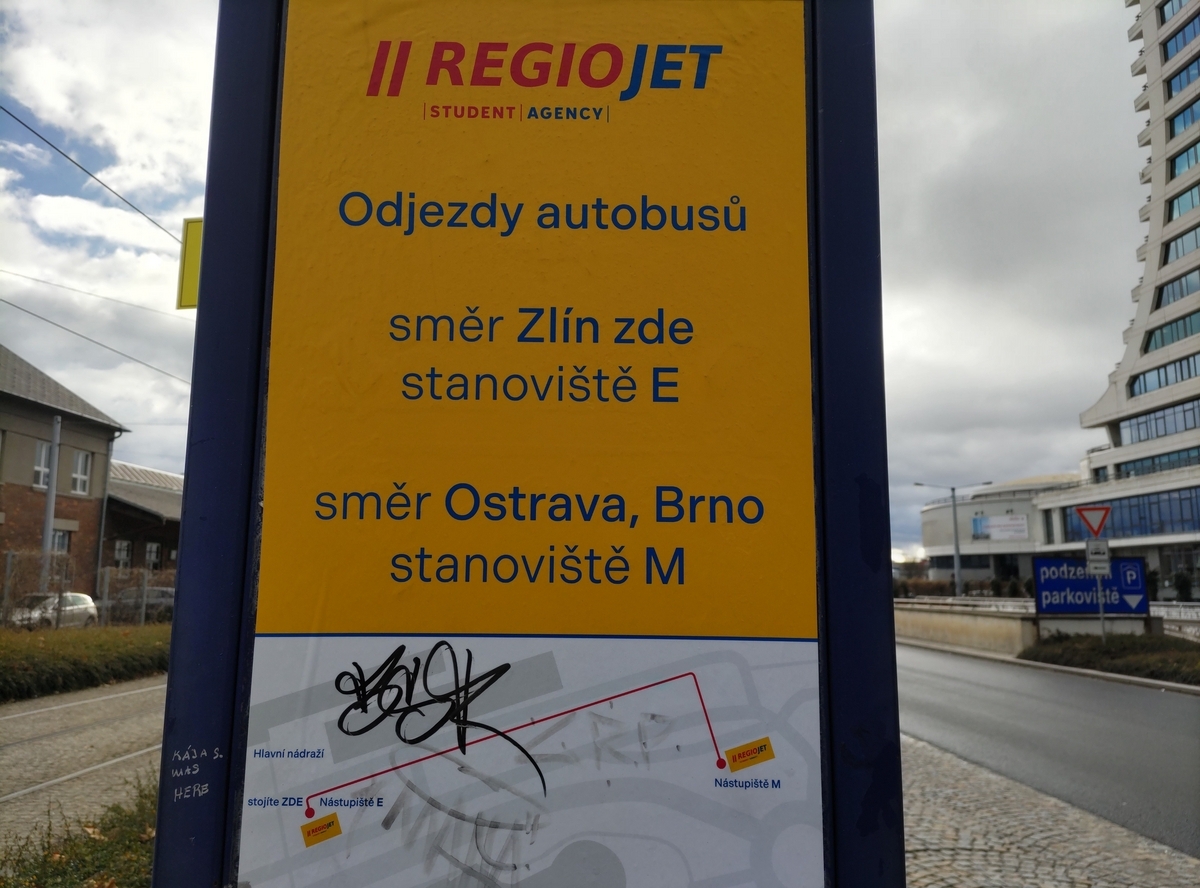 REGIOJET
STUDENT AGENCY
Odjezdy autobusů
směr Zlín zde
stanoviště E
směr Ostrava, Brno
stanoviště M
Hlavní nádraží
stojíte ZDE
Nástupiště E
REGIOJET
REGIOJET
Nástupiště M
KÁJA S.
WAS
HERE
P
parkoviště